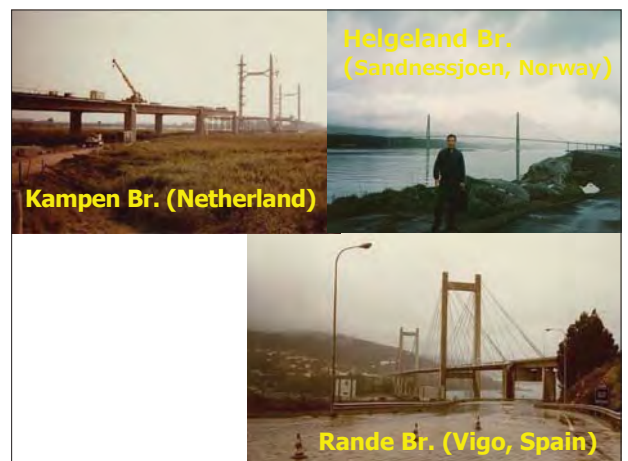 Kampen Br. (Netherland)
Helgeland Br.
(Sandnessjoen, Norway)
Rande Br. (Vigo, Spain)